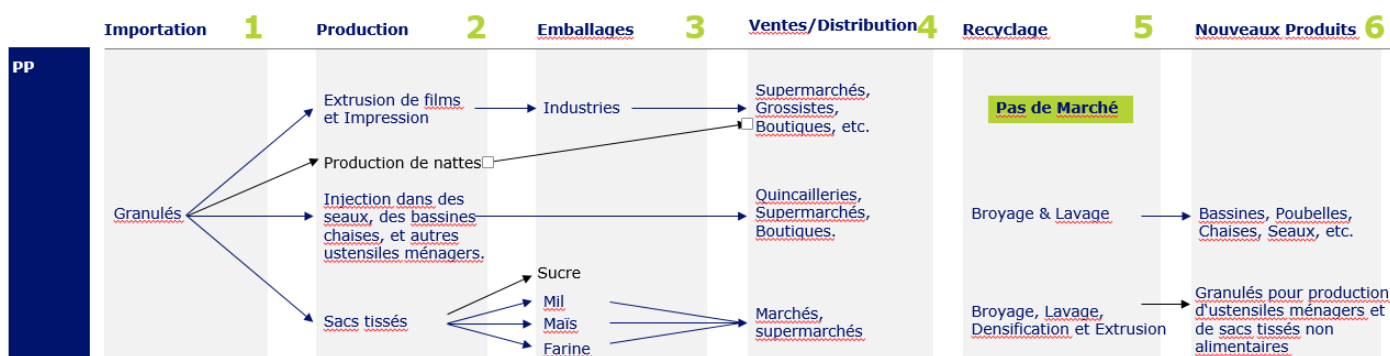 Importation 1 Production 2 Emballages 3 Ventes/Distribution 4 Recyclage 5 Nouveaux Produits 6
PP
Extrusion de films
et Impression
Industries
Supermarchés,
Grossistes,
Boutiques, etc.
Pas de Marché
Production de nattes
Granulés
Injection dans des
seaux, des bassines
chaises, et autres
ustensiles ménagers.
Quincailleries,
Supermarchés,
Boutiques.
Broyage & Lavage
Bassines, Poubelles,
Chaises, Seaux, etc.
Sacs tissés
Sucre
Mil
Maïs
Farine
Marchés,
supermarchés
Broyage, Lavage,
Densification et Extrusion
Granulés pour production
d'ustensiles ménagers et
de sacs tissés non
alimentaires